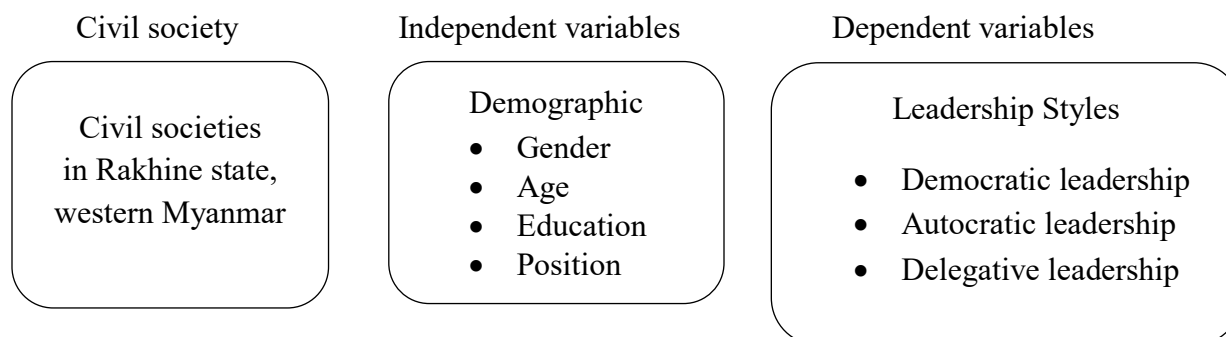 Civil society
Civil societies
in Rakhine state,
western Myanmar
Independent variables
Demographic
• Gender
• Age
• Education
• Position
Dependent variables
Leadership Styles
• Democratic leadership
• Autocratic leadership
• Delegative leadership